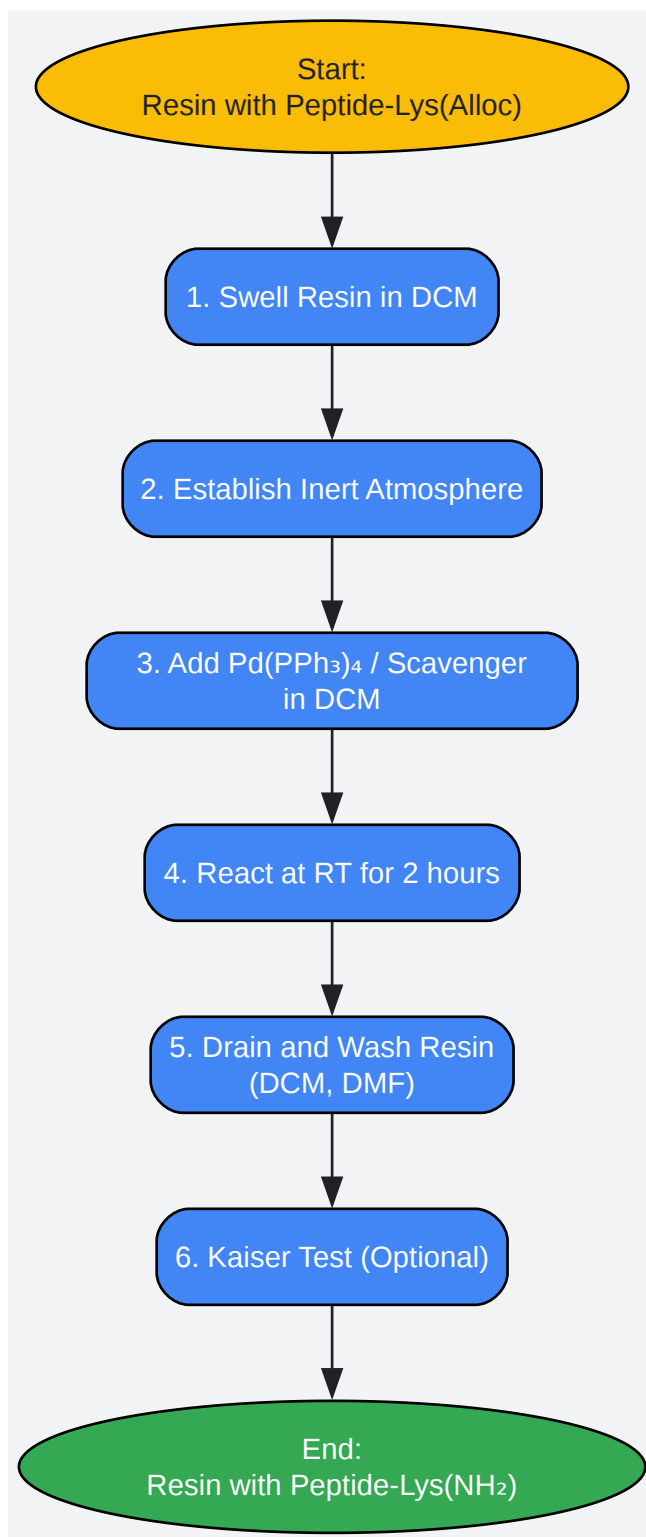 Start:
Resin with Peptide-Lys(Alloc)
1. Swell Resin in DCM
2. Establish Inert Atmosphere
3. Add Pd(PPh₃)₄ / Scavenger
in DCM
4. React at RT for 2 hours
5. Drain and Wash Resin
(DCM, DMF)
6. Kaiser Test (Optional)
End:
Resin with Peptide-Lys(NH₂)